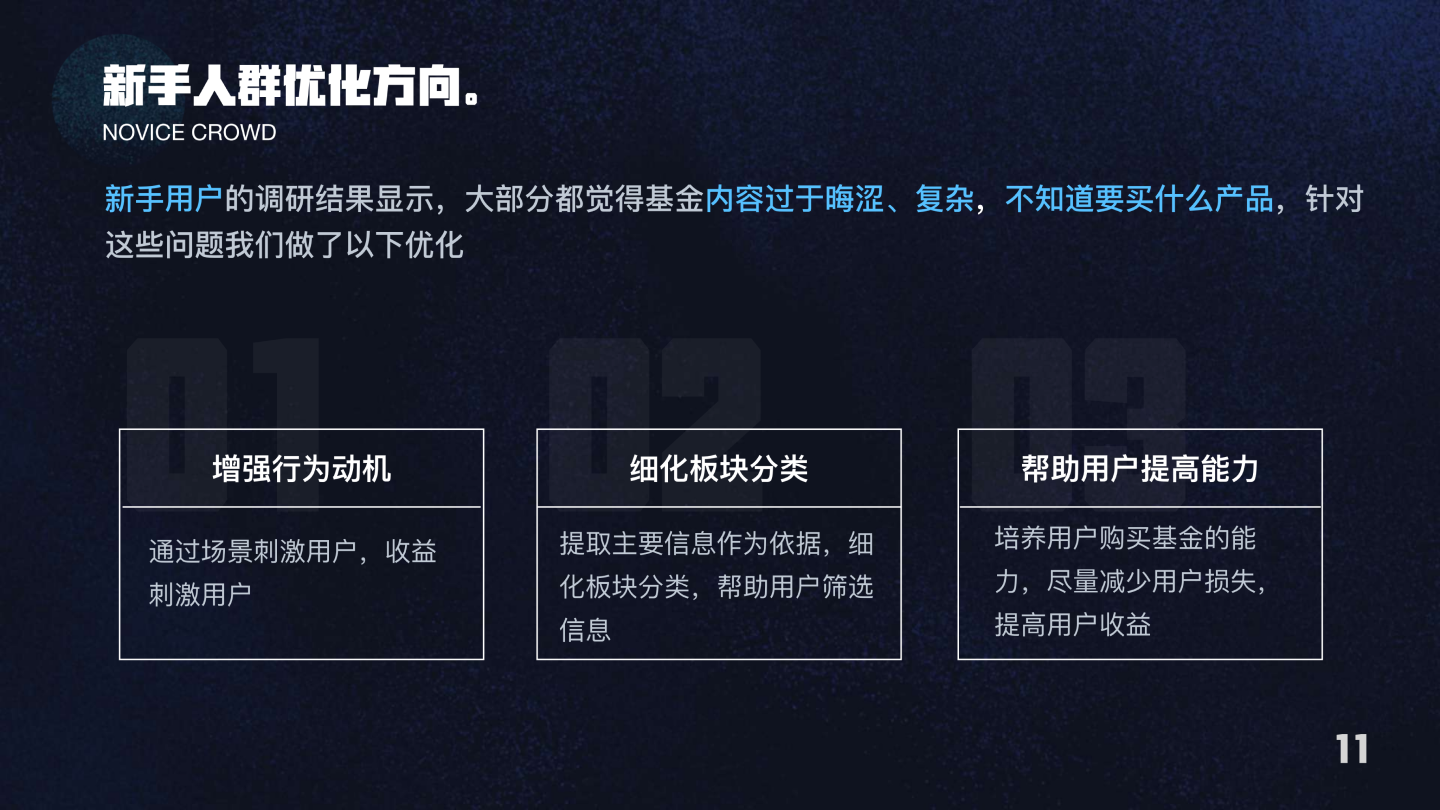 新手人群优化方向。
NOVICE CROWD
新手用户的调研结果显示，大部分都觉得基金内容过于晦涩、复杂，不知道要买什么产品，针对
这些问题我们做了以下优化
01
增强行为动机
通过场景刺激用户，收益
刺激用户
02
细化板块分类
提取主要信息作为依据，细
化板块分类，帮助用户筛选
信息
03
帮助用户提高能力
培养用户购买基金的能
力，尽量减少用户损失，
提高用户收益
11